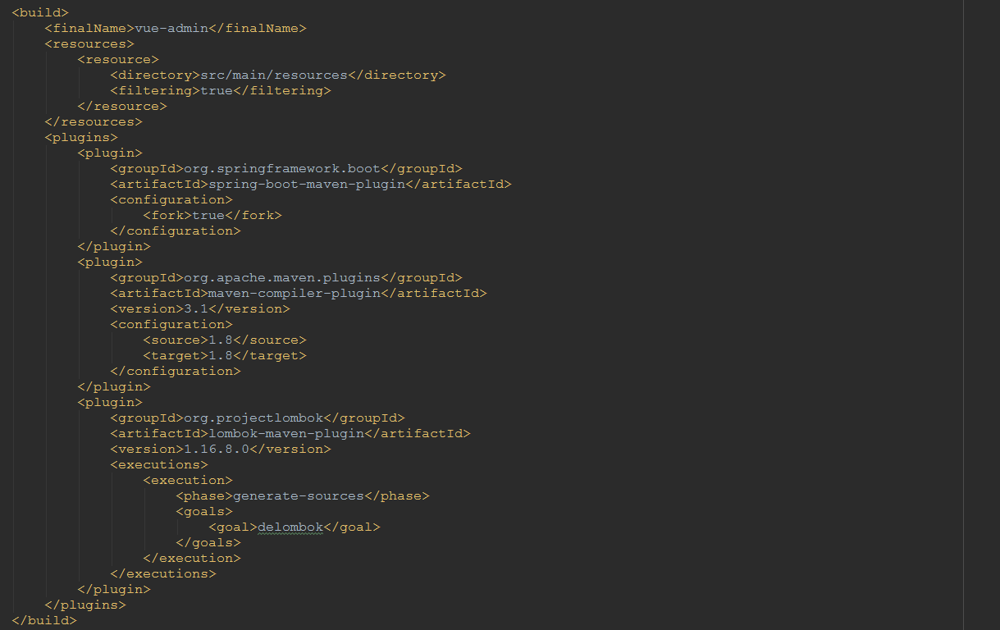 <build>
    <finalName>vue-admin</finalName>
    <resources>
        <resource>
            <directory>src/main/resources</directory>
            <filtering>true</filtering>
        </resource>
    </resources>
    <plugins>
        <plugin>
            <groupId>org.springframework.boot</groupId>
            <artifactId>spring-boot-maven-plugin</artifactId>
            <configuration>
                <fork>true</fork>
            </configuration>
        </plugin>
        <plugin>
            <groupId>org.apache.maven.plugins</groupId>
            <artifactId>maven-compiler-plugin</artifactId>
            <version>3.1</version>
            <configuration>
                <source>1.8</source>
                <target>1.8</target>
            </configuration>
        </plugin>
        <plugin>
            <groupId>org.projectlombok</groupId>
            <artifactId>lombok-maven-plugin</artifactId>
            <version>1.16.8.0</version>
            <executions>
                <execution>
                    <phase>generate-sources</phase>
                    <goals>
                        <goal>delombok</goal>
                    </goals>
                </execution>
            </executions>
        </plugin>
    </plugins>
</build>